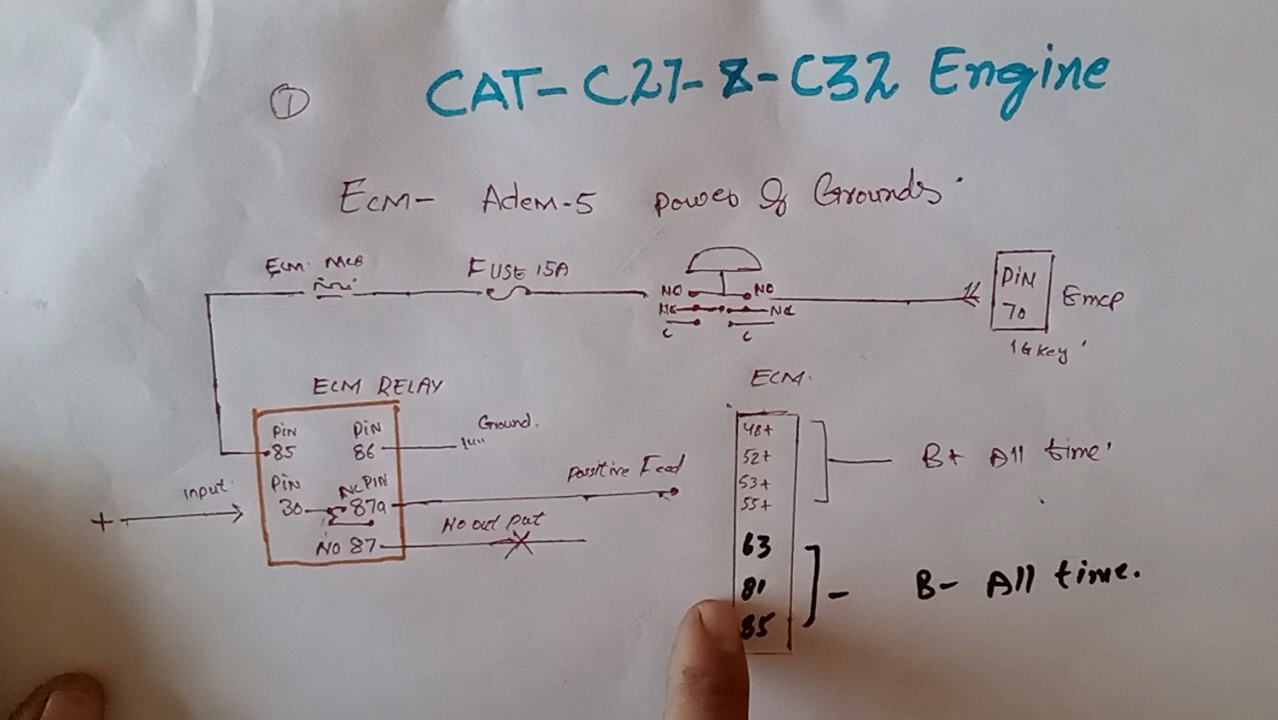 ①
CAT- C27-&-C32 Engine
ECM- Adem-5 Power & Grounds.
ECM. MCB
FUSE 15A
NO NO
NC NC
C C
PIN
70
Emcp
IG Key'
ECM RELAY
PIN
85
PIN
86
Ground.
Input
+
PIN
30
NC PIN
87a
Possitive Feed
NO 87
No out put
ECM.
48+
52+
53+
55+
B+ All time'
63
81
85
B- All time.